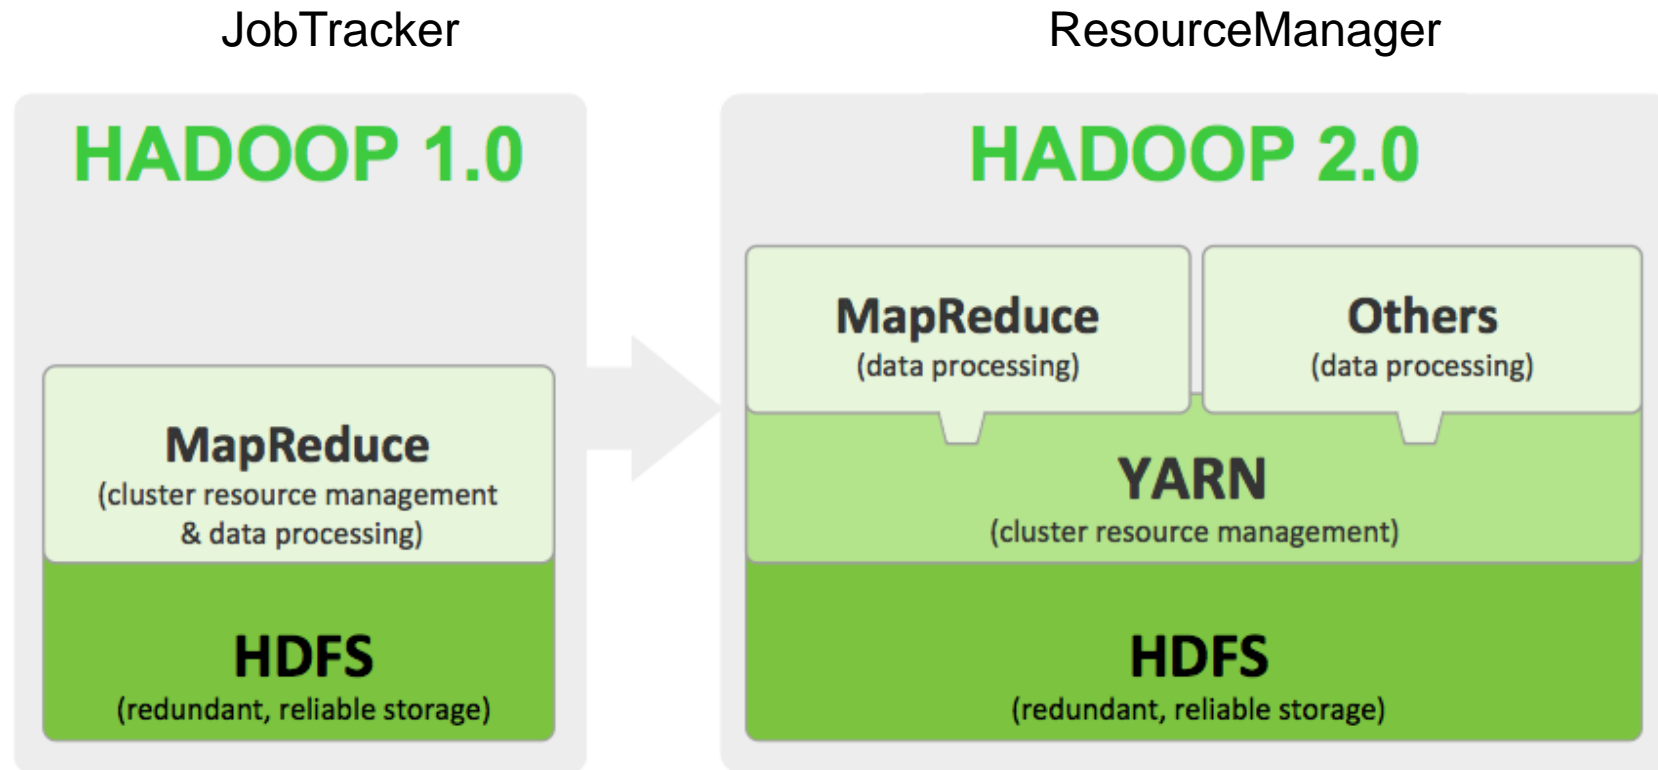 JobTracker
HADOOP 1.0
MapReduce
(cluster resource management
& data processing)
HDFS
(redundant, reliable storage)
ResourceManager
HADOOP 2.0
MapReduce
(data processing)
Others
(data processing)
YARN
(cluster resource management)
HDFS
(redundant, reliable storage)